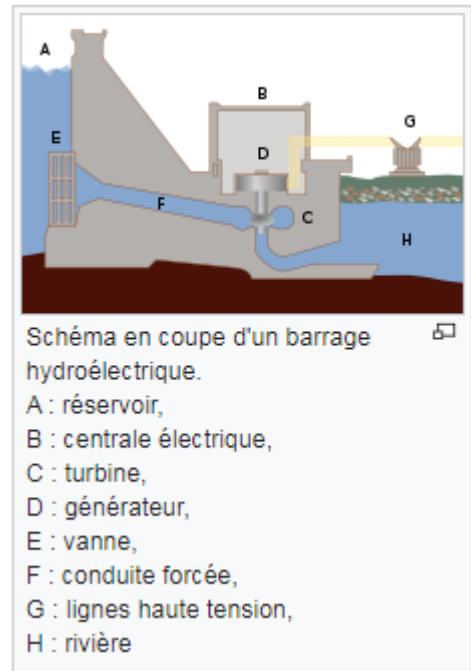 A
B
G
E
D
F
C
H
Schéma en coupe d'un barrage
hydroélectrique.
A : réservoir,
B : centrale électrique,
C : turbine,
D : générateur,
E : vanne,
F : conduite forcée,
G : lignes haute tension,
H : rivière